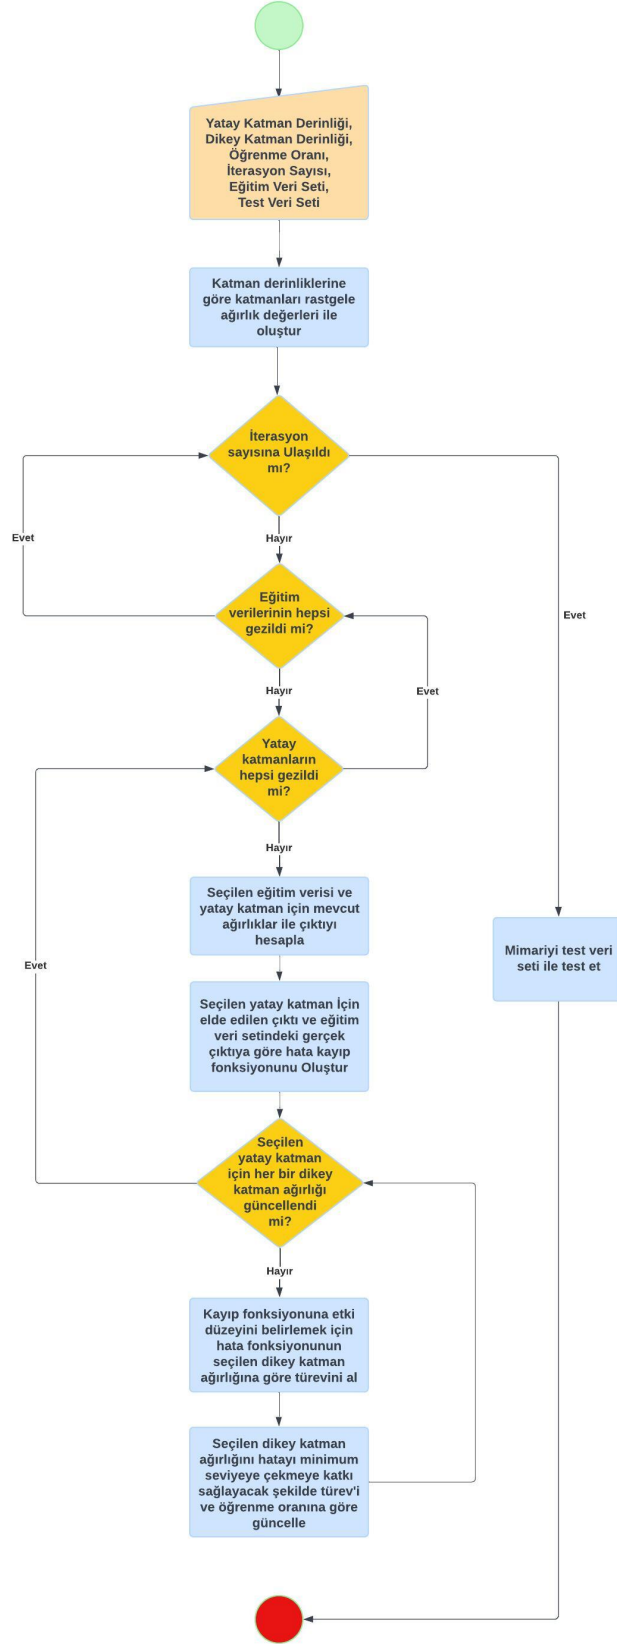 Yatay Katman Derinliği,
Dikey Katman Derinliği,
Öğrenme Oranı,
İterasyon Sayısı,
Eğitim Veri Seti,
Test Veri Seti
Katman derinliklerine
göre katmanları rastgele
ağırlık değerleri ile
oluştur
İterasyon
sayısına Ulaşıldı
mı?
Evet
Hayır
Eğitim
verilerinin hepsi
gezildi mi?
Evet
Hayır
Evet
Yatay
katmanların
hepsi gezildi
mi?
Hayır
Seçilen eğitim verisi ve
yatay katman için mevcut
ağırlıklar ile çıktıyı
hesapla
Mimariyi test veri
seti ile test et
Evet
Seçilen yatay katman İçin
elde edilen çıktı ve eğitim
veri setindeki gerçek
çıktıya göre hata kayıp
fonksiyonunu Oluştur
Seçilen
yatay katman
için her bir dikey
katman ağırlığı
güncellendi
mi?
Hayır
Kayıp fonksiyonuna etki
düzeyini belirlemek için
hata fonksiyonunun
seçilen dikey katman
ağırlığına göre türevini al
Seçilen dikey katman
ağırlığını hatayı minimum
seviyeye çekmeye katkı
sağlayacak şekilde türev'i
ve öğrenme oranına göre
güncelle